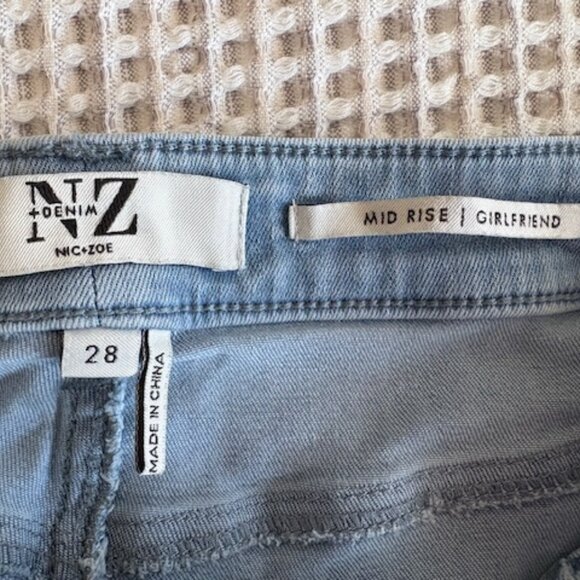 NZ
+DENIM
NIC+ZOE
MID RISE | GIRLFRIEND
28
MADE IN CHINA